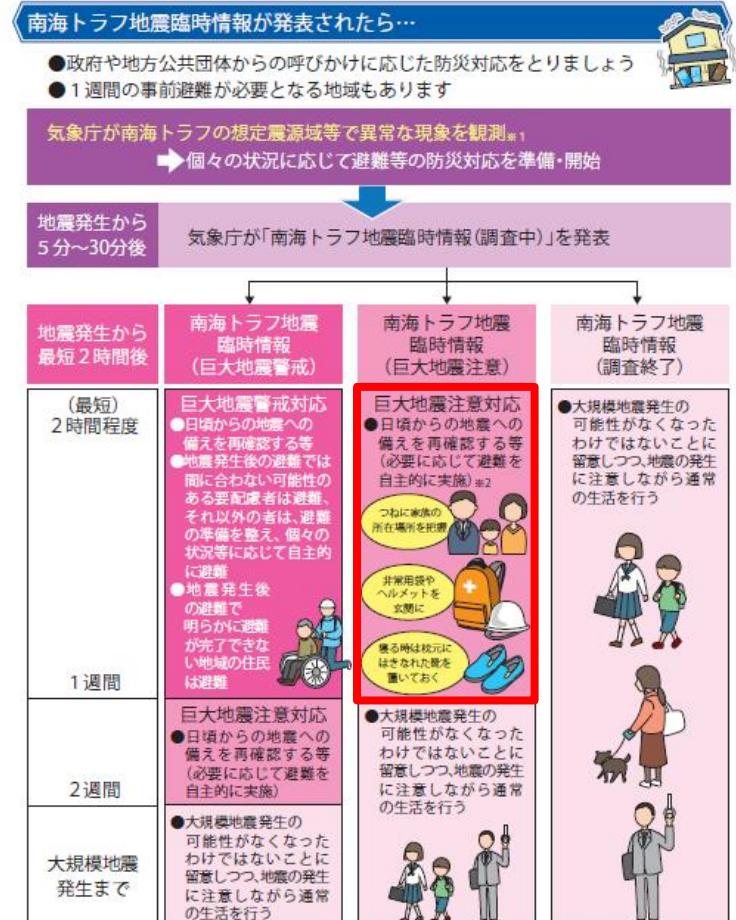 南海トラフ地震臨時情報が発表されたら…
●政府や地方公共団体からの呼びかけに応じた防災対応をとりましょう
●１週間の事前避難が必要となる地域もあります
気象庁が南海トラフの想定震源域等で異常な現象を観測※1
➡個々の状況に応じて避難等の防災対応を準備・開始
地震発生から
５分～30分後
気象庁が「南海トラフ地震臨時情報（調査中）」を発表
地震発生から
最短２時間後
南海トラフ地震
臨時情報
（巨大地震警戒）
南海トラフ地震
臨時情報
（巨大地震注意）
南海トラフ地震
臨時情報
（調査終了）
（最短）
２時間程度
１週間
巨大地震警戒対応
●日頃からの地震への
備えを再確認する等
●地震発生後の避難では
間に合わない可能性の
ある要配慮者は避難、
それ以外の者は、避難
の準備を整え、個々の
状況等に応じて自主的
に避難
●地震発生後
の避難で
明らかに避難
が完了できな
い地域の住民
は避難
巨大地震注意対応
●日頃からの地震への
備えを再確認する等
（必要に応じて避難を
自主的に実施）※2
つねに家族の
所在場所を把握
非常用袋や
ヘルメットを
玄関に
寝る時は枕元に
はきなれた靴を
置いておく
●大規模地震発生の
可能性がなくなった
わけではないことに
留意しつつ、地震の発生
に注意しながら通常
の生活を行う
２週間
巨大地震注意対応
●日頃からの地震への
備えを再確認する等
（必要に応じて避難を
自主的に実施）
●大規模地震発生の
可能性がなくなった
わけではないことに
留意しつつ、地震の発生
に注意しながら通常
の生活を行う
大規模地震
発生まで
●大規模地震発生の
可能性がなくなった
わけではないことに
留意しつつ、地震の発生
に注意しながら通常
の生活を行う